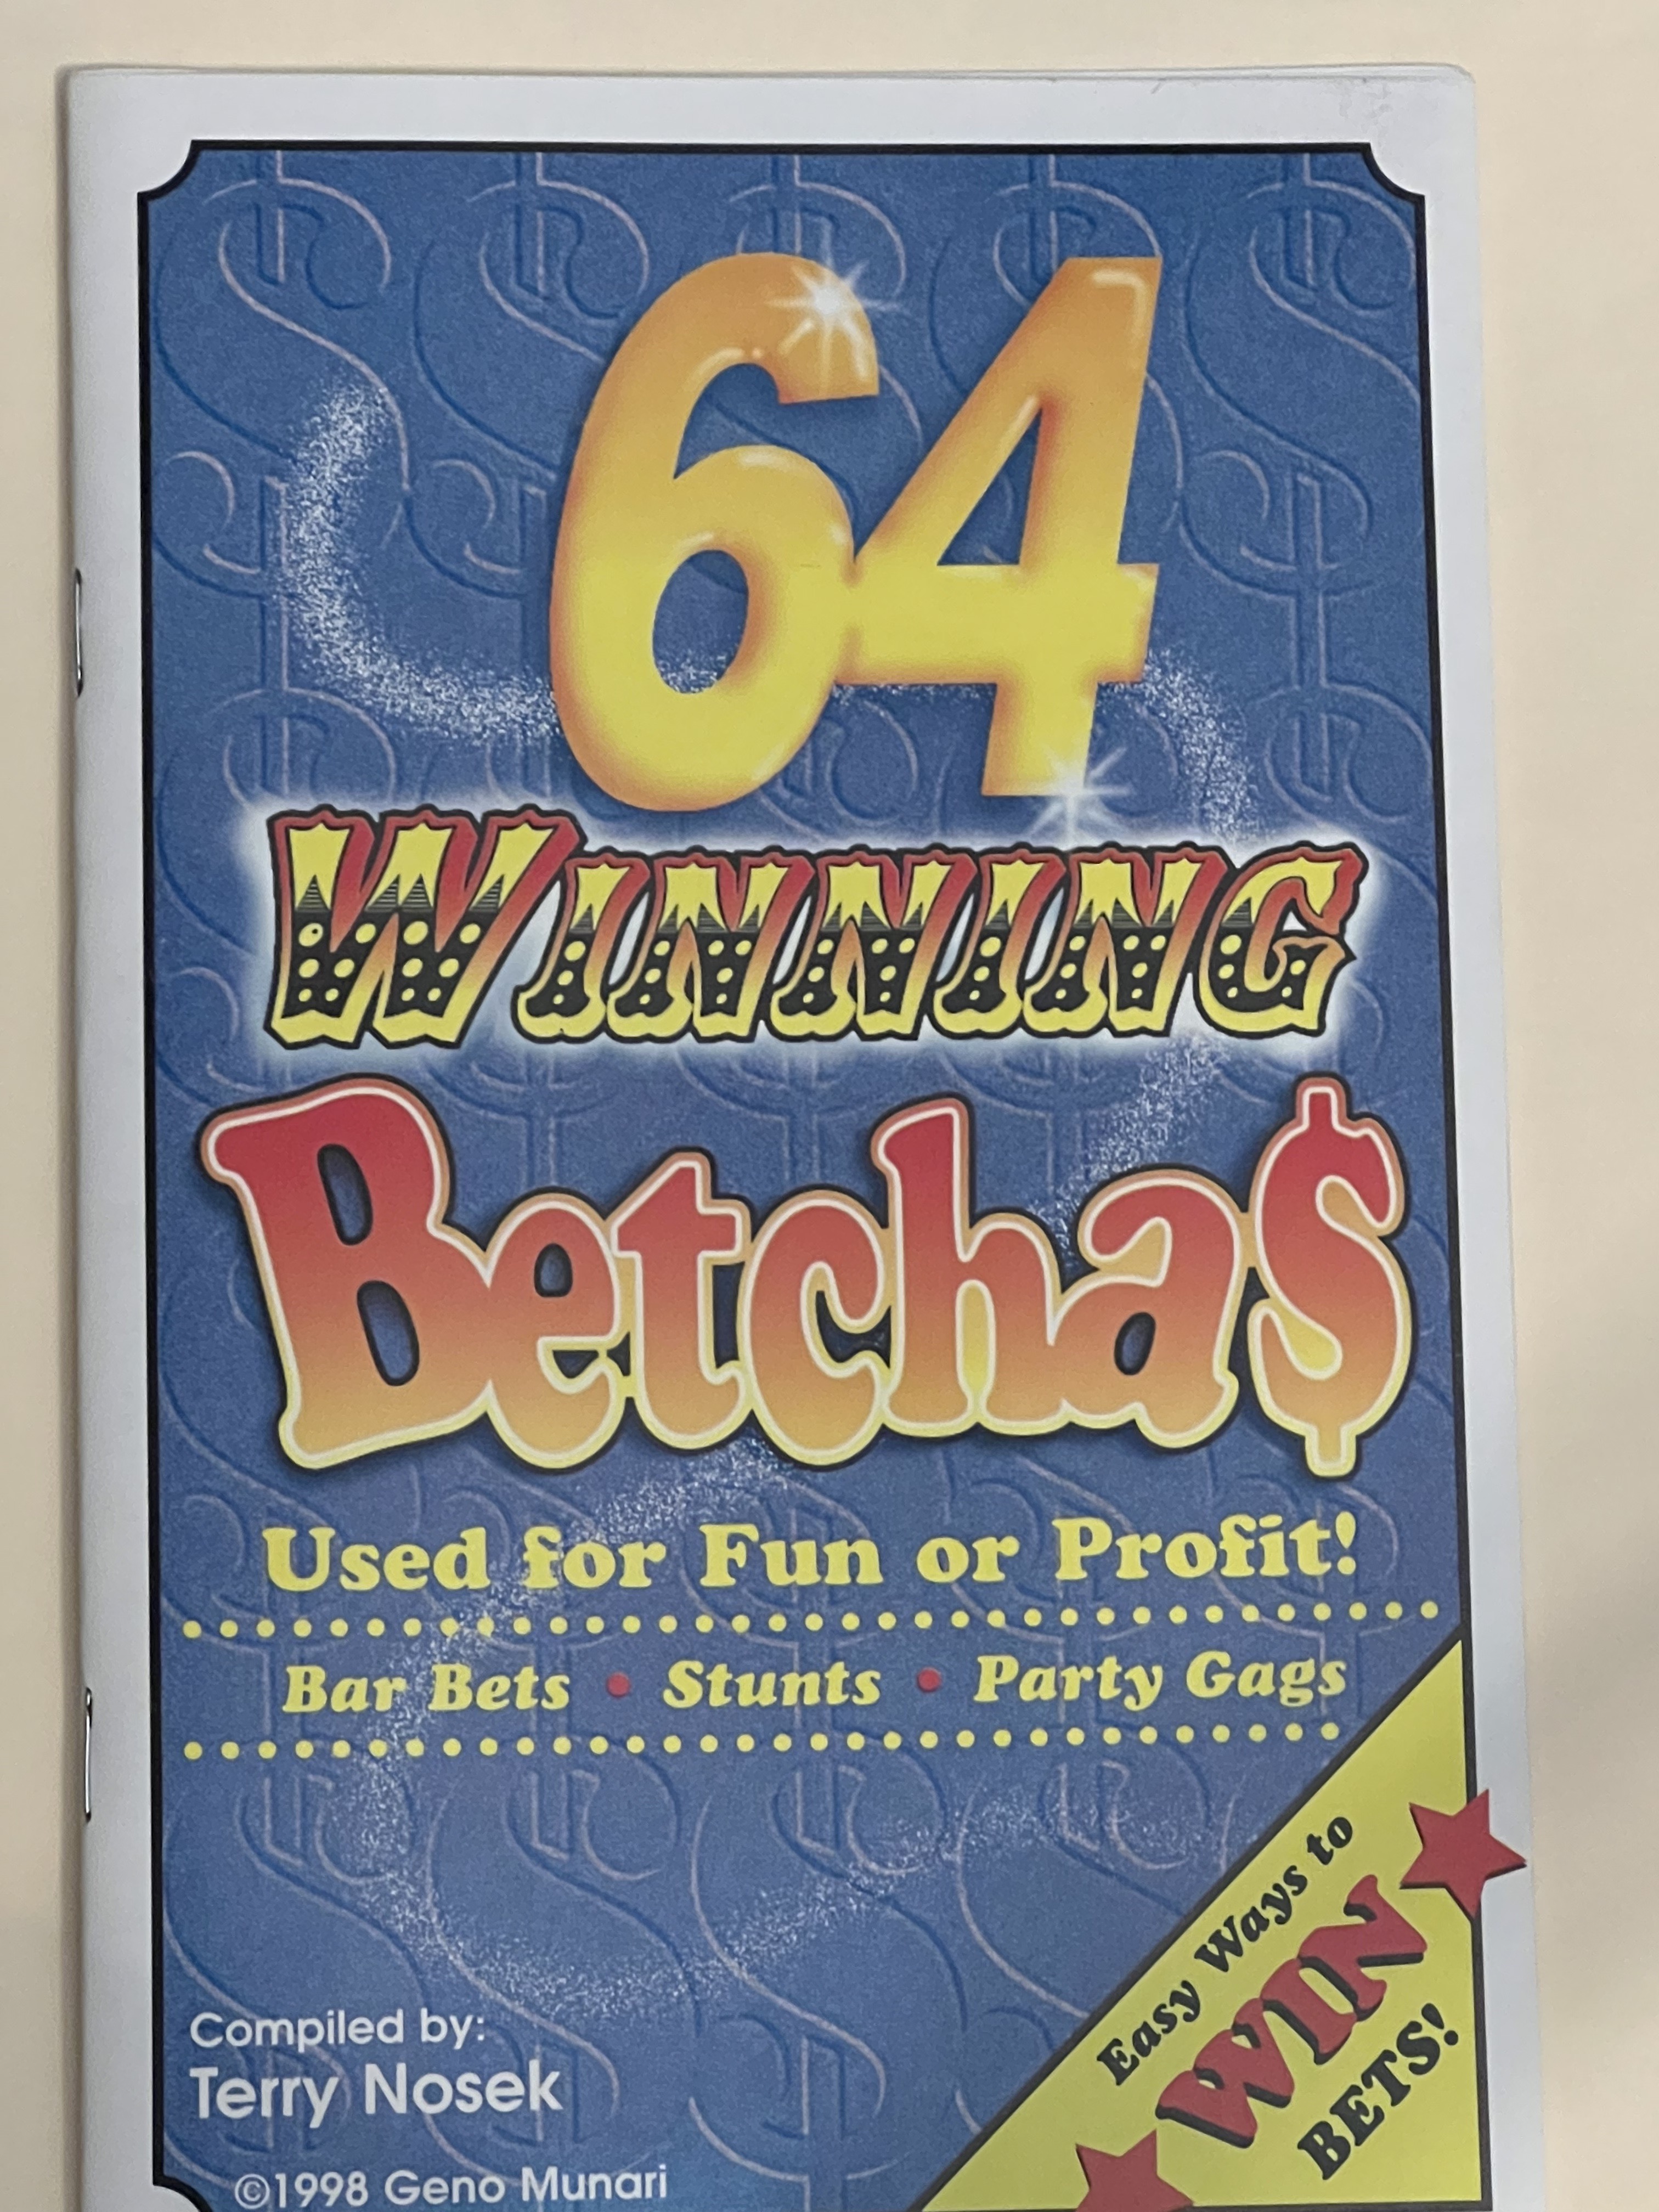 64
WINNING
Betcha$
Used for Fun or Profit!
Bar Bets • Stunts • Party Gags
Easy Ways to
WIN
BETS!
Compiled by:
Terry Nosek
©1998 Geno Munari